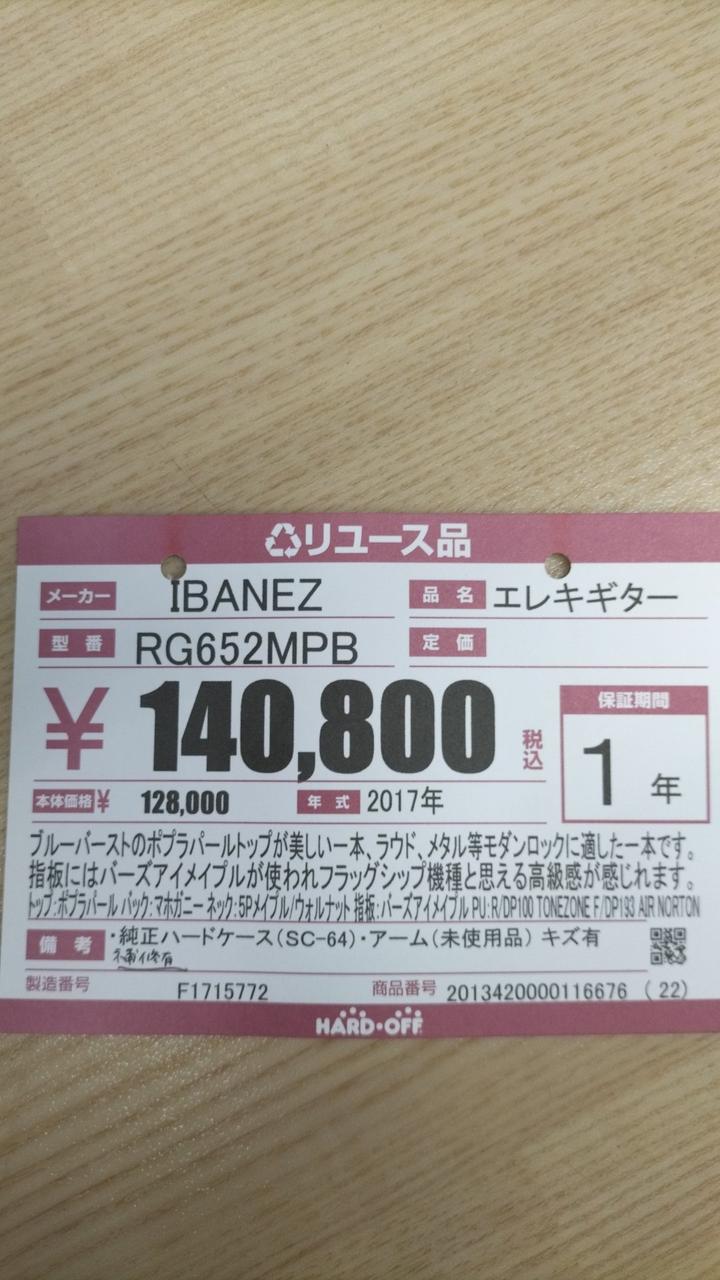 リユース品
メーカー IBANEZ 品名 エレキギター
型番 RG652MPB 定価
¥140,800 税込 保証期間 1年
本体価格¥ 128,000 年式 2017年
ブルーバーストのポプラバールトップが美しい一本、ラウド、メタル等モダンロックに適した一本です。
指板にはバーズアイメイプルが使われフラッグシップ機種と思える高級感が感じれます。
トップ:ポプラバール バック:マホガニー ネック:5Pメイプル/ウォルナット 指板:バーズアイメイプル PU:R/DP100 TONEZONE F/DP193 AIR NORTON
備考 ・純正ハードケース(SC-64)・アーム(未使用品) キズ有
製造番号 F1715772 商品番号 2013420000116676 (22)
HARD・OFF